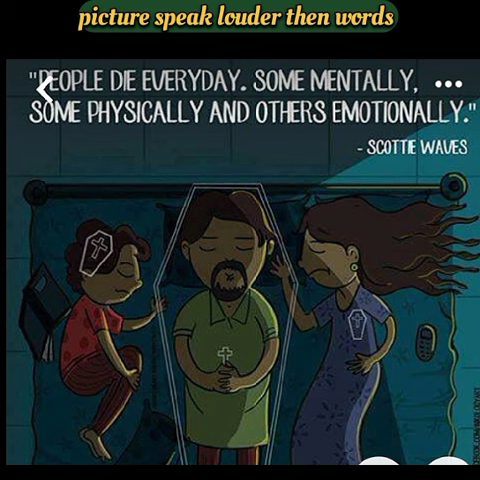 picture speak louder then words
"PEOPLE DIE EVERYDAY. SOME MENTALLY,
SOME PHYSICALLY AND OTHERS EMOTIONALLY."
- SCOTTIE WAVES